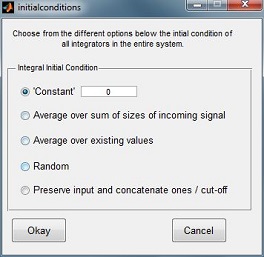 initialconditions
Choose from the different options below the intial condition of
all integrators in the entire system.
Integral Initial Condition
'Constant' 0
Average over sum of sizes of incoming signal
Average over existing values
Random
Preserve input and concatenate ones / cut-off
Okay Cancel